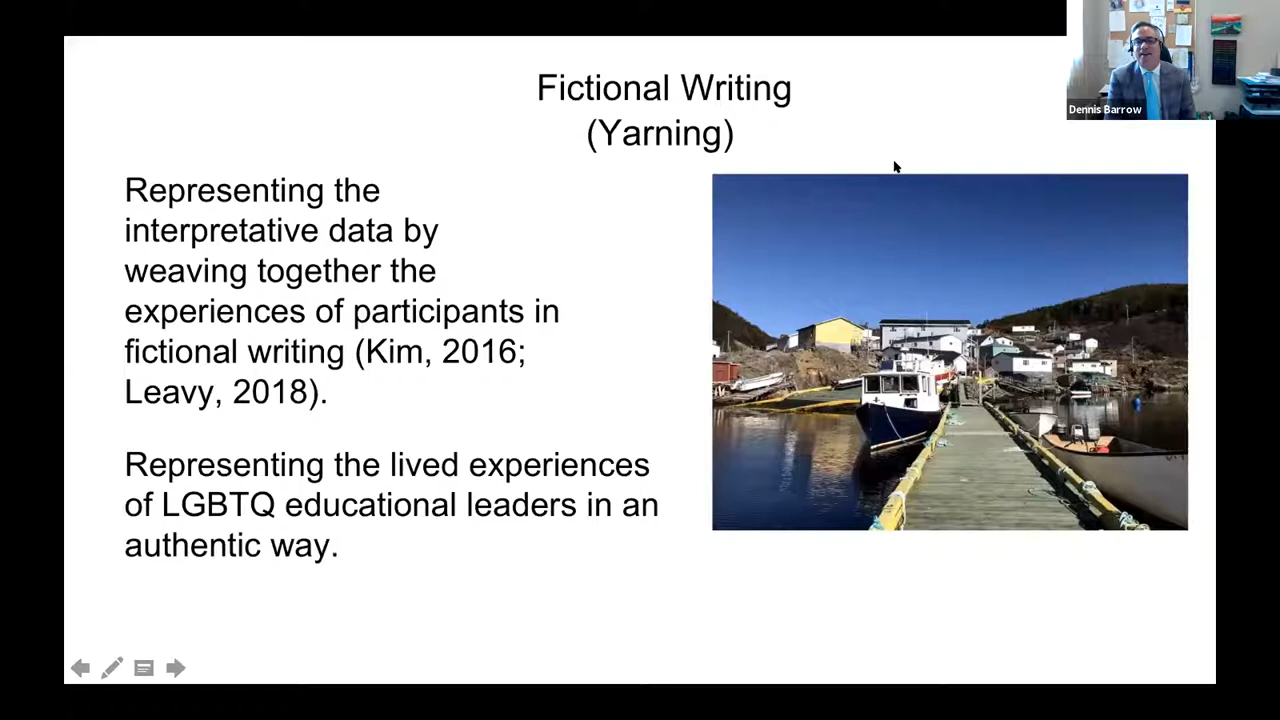 Fictional Writing
(Yarning)
Dennis Barrow
Representing the
interpretative data by
weaving together the
experiences of participants in
fictional writing (Kim, 2016;
Leavy, 2018).
Representing the lived experiences
of LGBTQ educational leaders in an
authentic way.